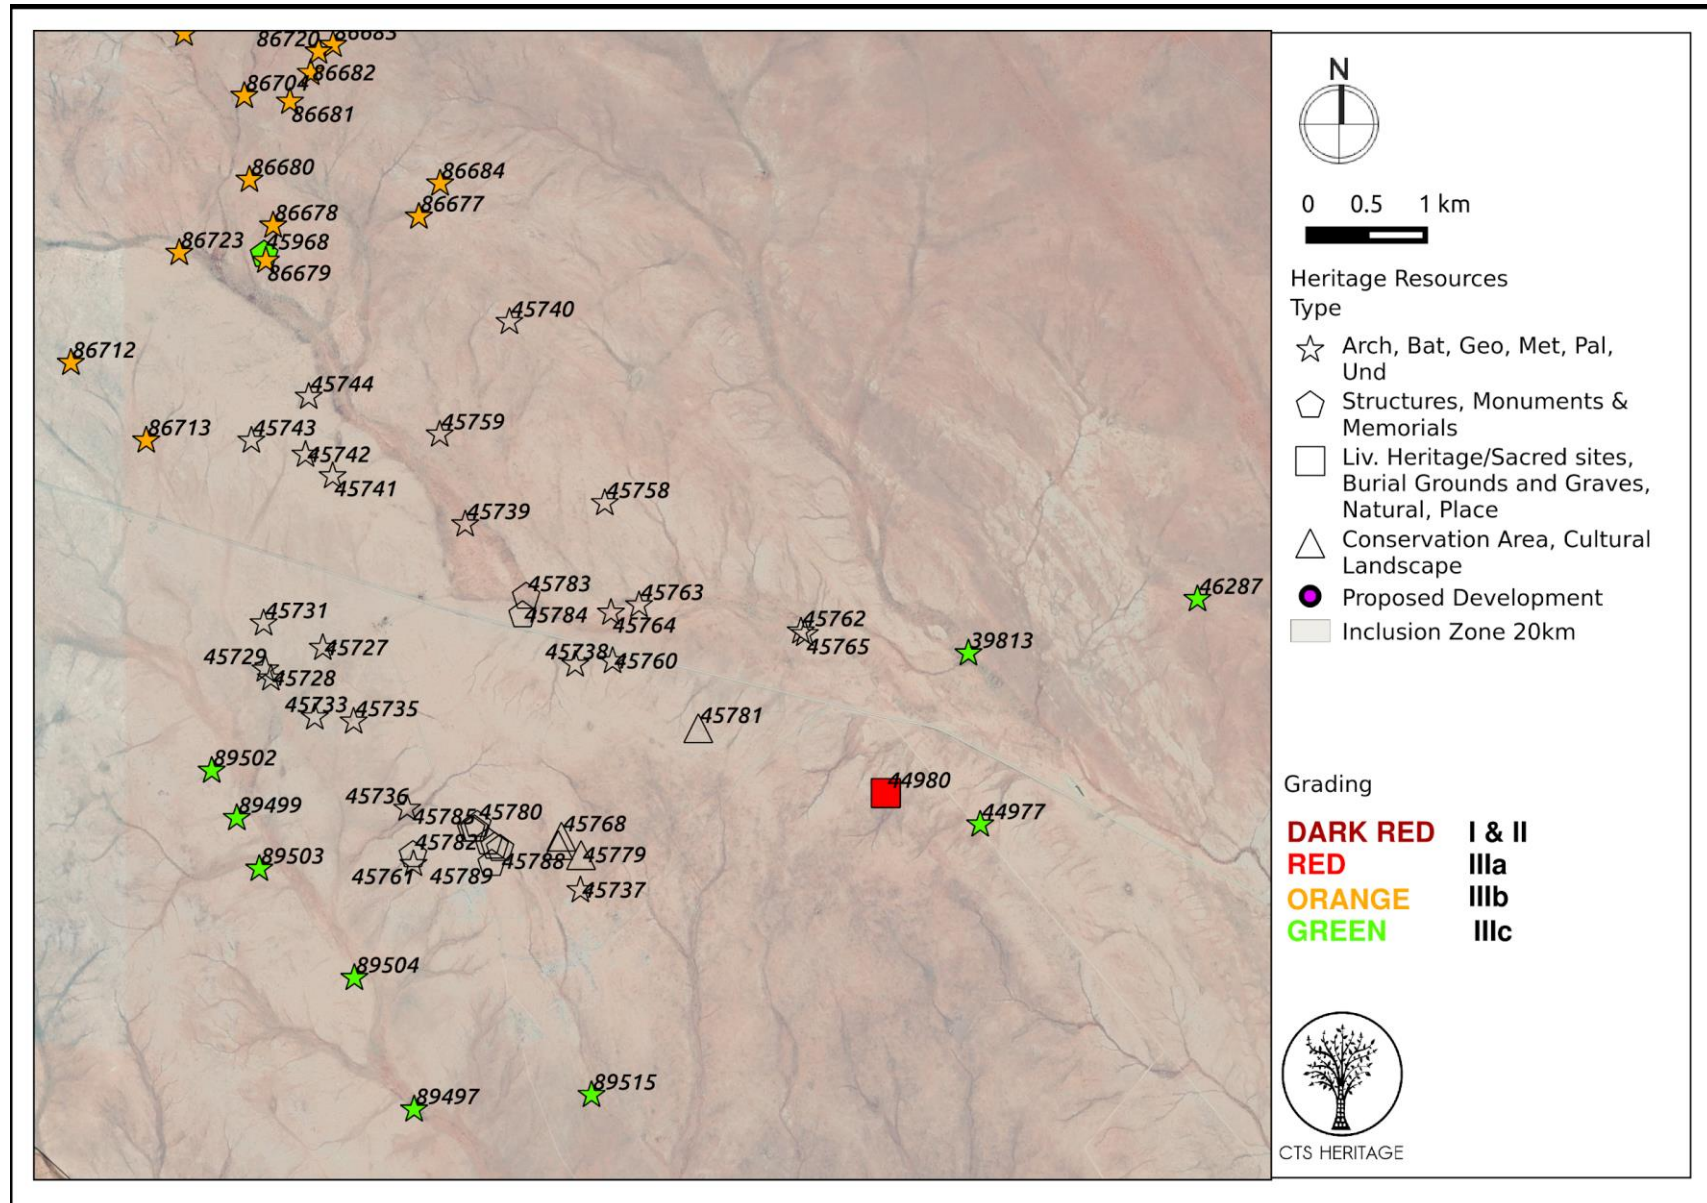 86720
86683
86682
86704
86681
86680
86684
86677
86678
86723
45968
86679
45740
86712
45744
86713
45743
45759
45742
45741
45758
45739
45783
45763
45784
45764
45731
45762
45765
46287
39813
45727
45729
45738
45760
45728
45733
45735
45781
89502
44980
89499
45736
45785
45780
45768
44977
45782
45779
89503
45761
45789
45788
45737
89504
89515
89497
N
0 0.5 1 km
Heritage Resources
Type
Arch, Bat, Geo, Met, Pal,
Und
Structures, Monuments &
Memorials
Liv. Heritage/Sacred sites,
Burial Grounds and Graves,
Natural, Place
Conservation Area, Cultural
Landscape
Proposed Development
Inclusion Zone 20km
Grading
DARK RED I & II
RED IIIa
ORANGE IIIb
GREEN IIIc
CTS HERITAGE